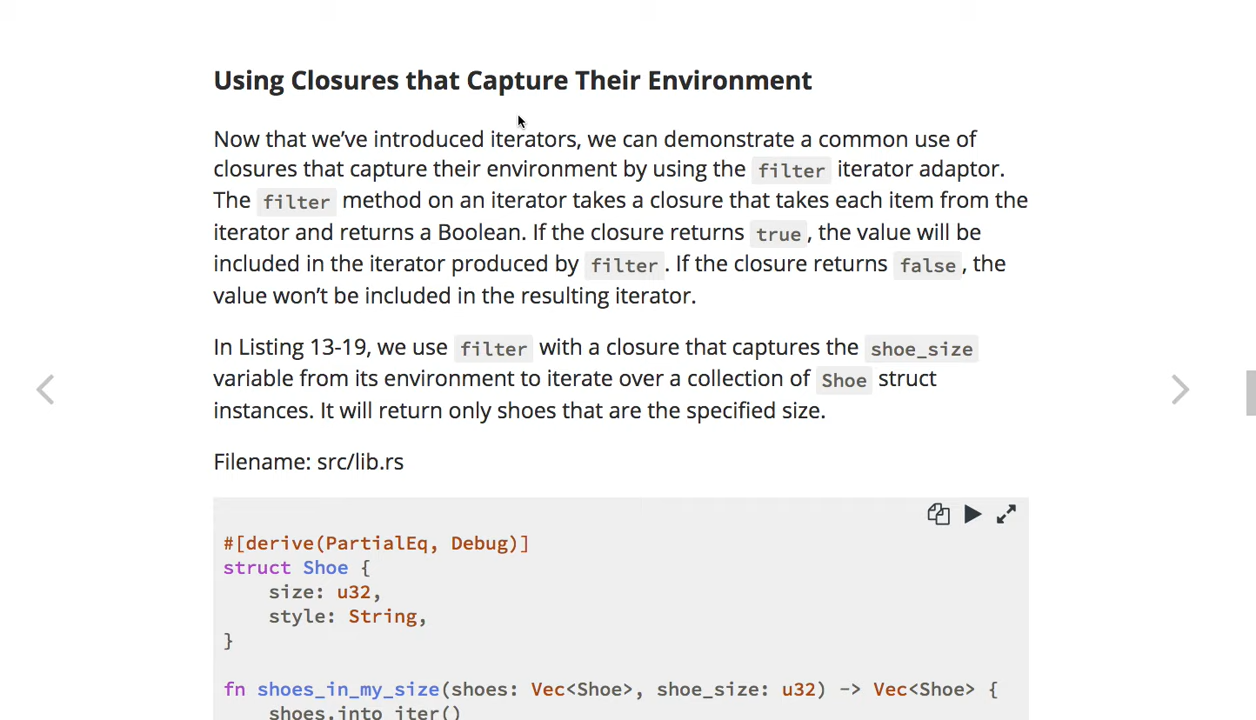 Using Closures that Capture Their Environment
Now that we’ve introduced iterators, we can demonstrate a common use of
closures that capture their environment by using the filter iterator adaptor.
The filter method on an iterator takes a closure that takes each item from the
iterator and returns a Boolean. If the closure returns true, the value will be
included in the iterator produced by filter. If the closure returns false, the
value won’t be included in the resulting iterator.
In Listing 13-19, we use filter with a closure that captures the shoe_size
variable from its environment to iterate over a collection of Shoe struct
instances. It will return only shoes that are the specified size.
Filename: src/lib.rs
#[derive(PartialEq, Debug)]
struct Shoe {
    size: u32,
    style: String,
}
fn shoes_in_my_size(shoes: Vec<Shoe>, shoe_size: u32) -> Vec<Shoe> {
    shoes.into_iter()